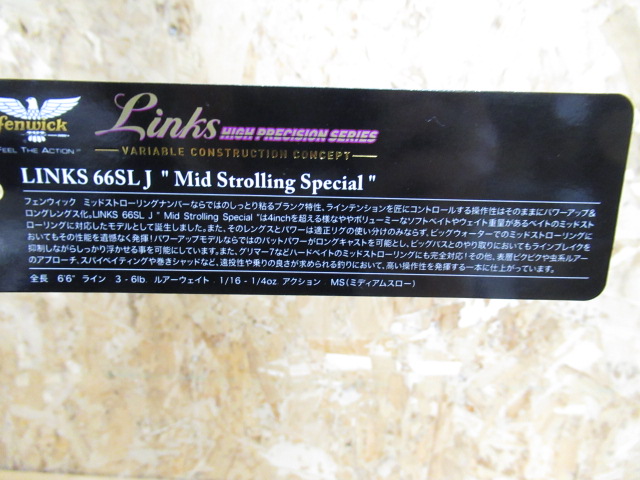 fenwick
FEEL THE ACTION
Links HIGH PRECISION SERIES
VARIABLE CONSTRUCTION CONCEPT
LINKS 66SL J " Mid Strolling Special "
フェンウィック ミッドストローリングナンバーならではのしっとり粘るブランク特性、ラインテンションを匠にコントロールする操作性はそのままにパワーアップ&
ロングレングス化。LINKS 66SL J " Mid Strolling Special "は4inchを超える様なややボリューミーなソフトベイトやウェイト重量があるベイトのミッドスト
ローリングに対応したモデルとして誕生しました。また、そのレングスとパワーは適正リグの使い分けのみならず、ビッグウォーターでのミッドストローリングに
おいてもその性能を遺憾なく発揮!パワーアップモデルならではのバットパワーがロングキャストを可能とし、ビッグバスとのやり取りにおいてもラインブレイクを
抑制しながらしっかり浮かせる事を可能にしています。また、グリマー7などハードベイトのミッドストローリングにも完全対応!その他、表層ピクピクや虫系ルアー
のアプローチ、スパイベイティングや巻きシャッドなど、遠投性や乗りの良さが求められる釣りにおいて、高い操作性を発揮する一本に仕上がっています。
全長 6'6" ライン 3 - 6lb. ルアーウェイト 1/16 - 1/4oz アクション MS(ミディアムスロー)